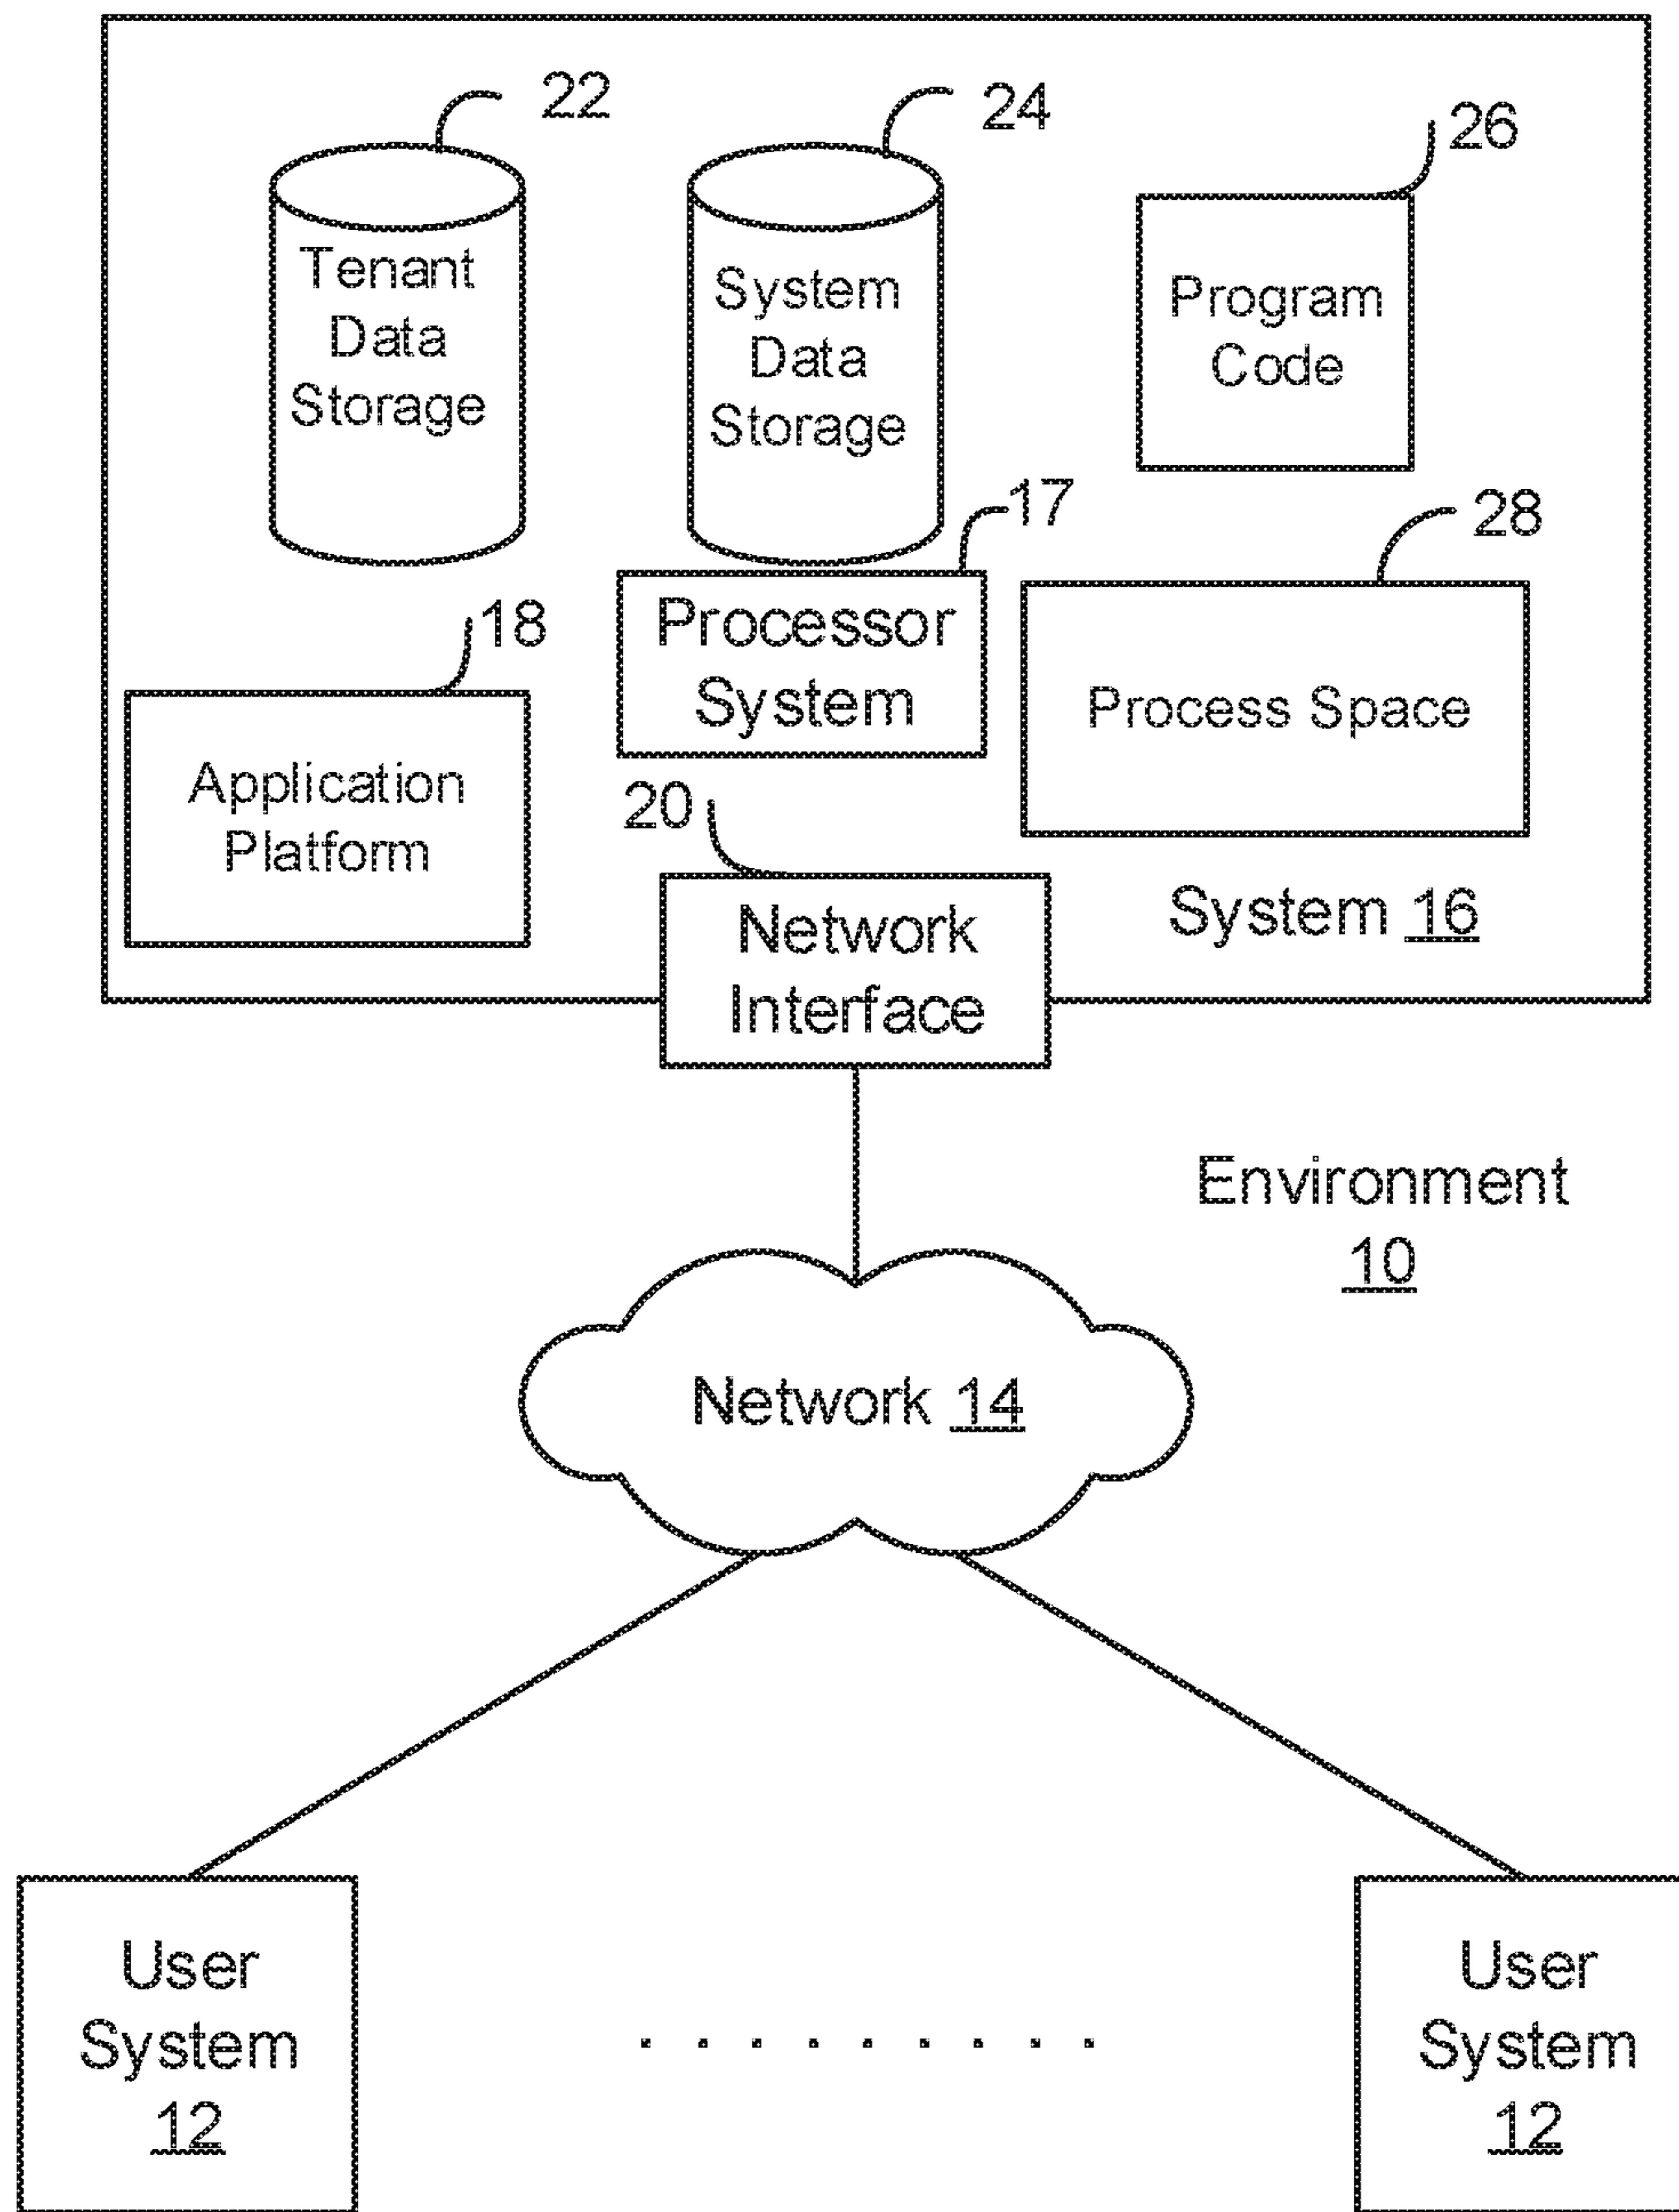 22
24
26
Tenant
Data
Storage
System
Data
Storage
Program
Code
17
28
18
Processor
System
Process Space
Application
Platform
20
Network
Interface
System 16
Environment
10
Network 14
User
System
12
User
System
12